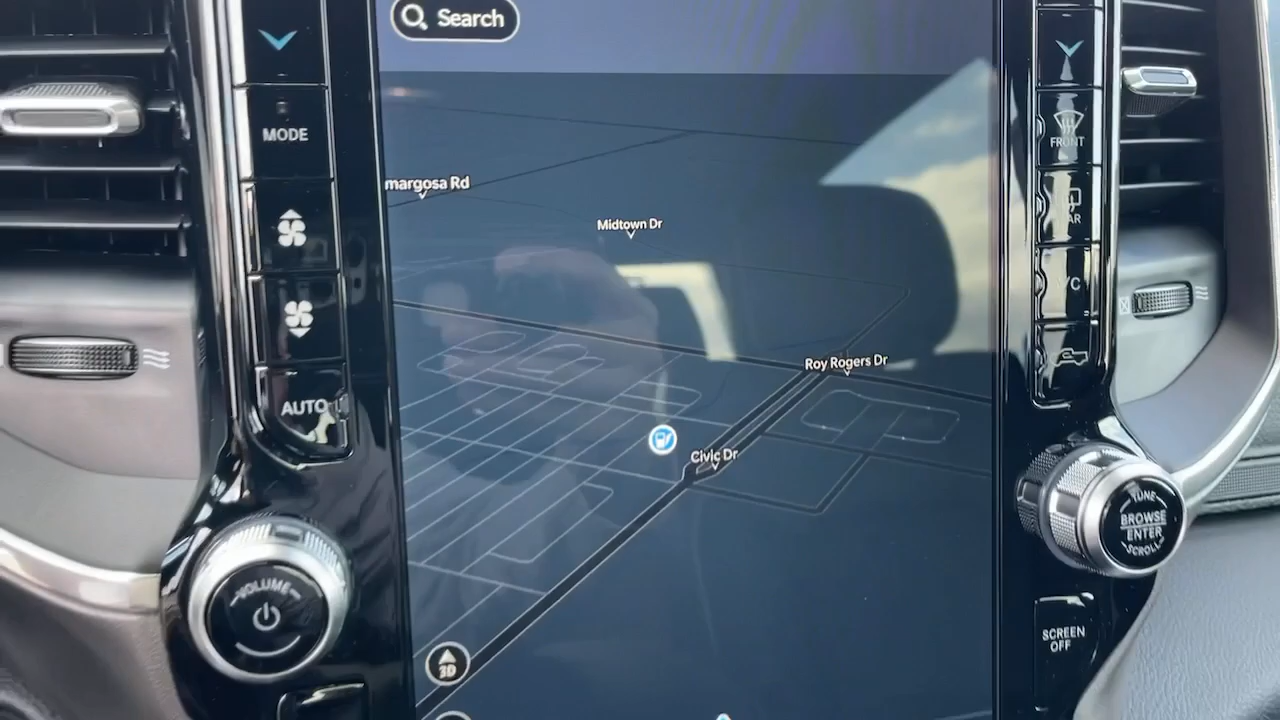 Search
MODE
FRONT
margosa Rd
Midtown Dr
Roy Rogers Dr
AUTO
Civic Dr
TUNE
BROWSE
ENTER
SCROLL
VOLUME
SCREEN
OFF
3D